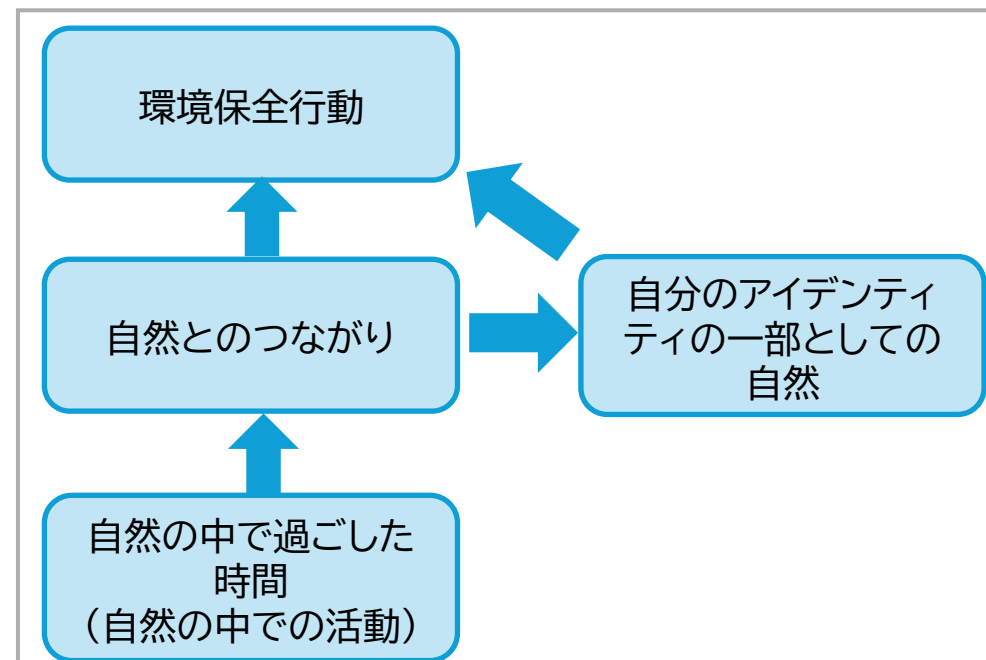 環境保全行動
自然とのつながり
自分のアイデンティ
ティの一部としての
自然
自然の中で過ごした
時間
（自然の中での活動）